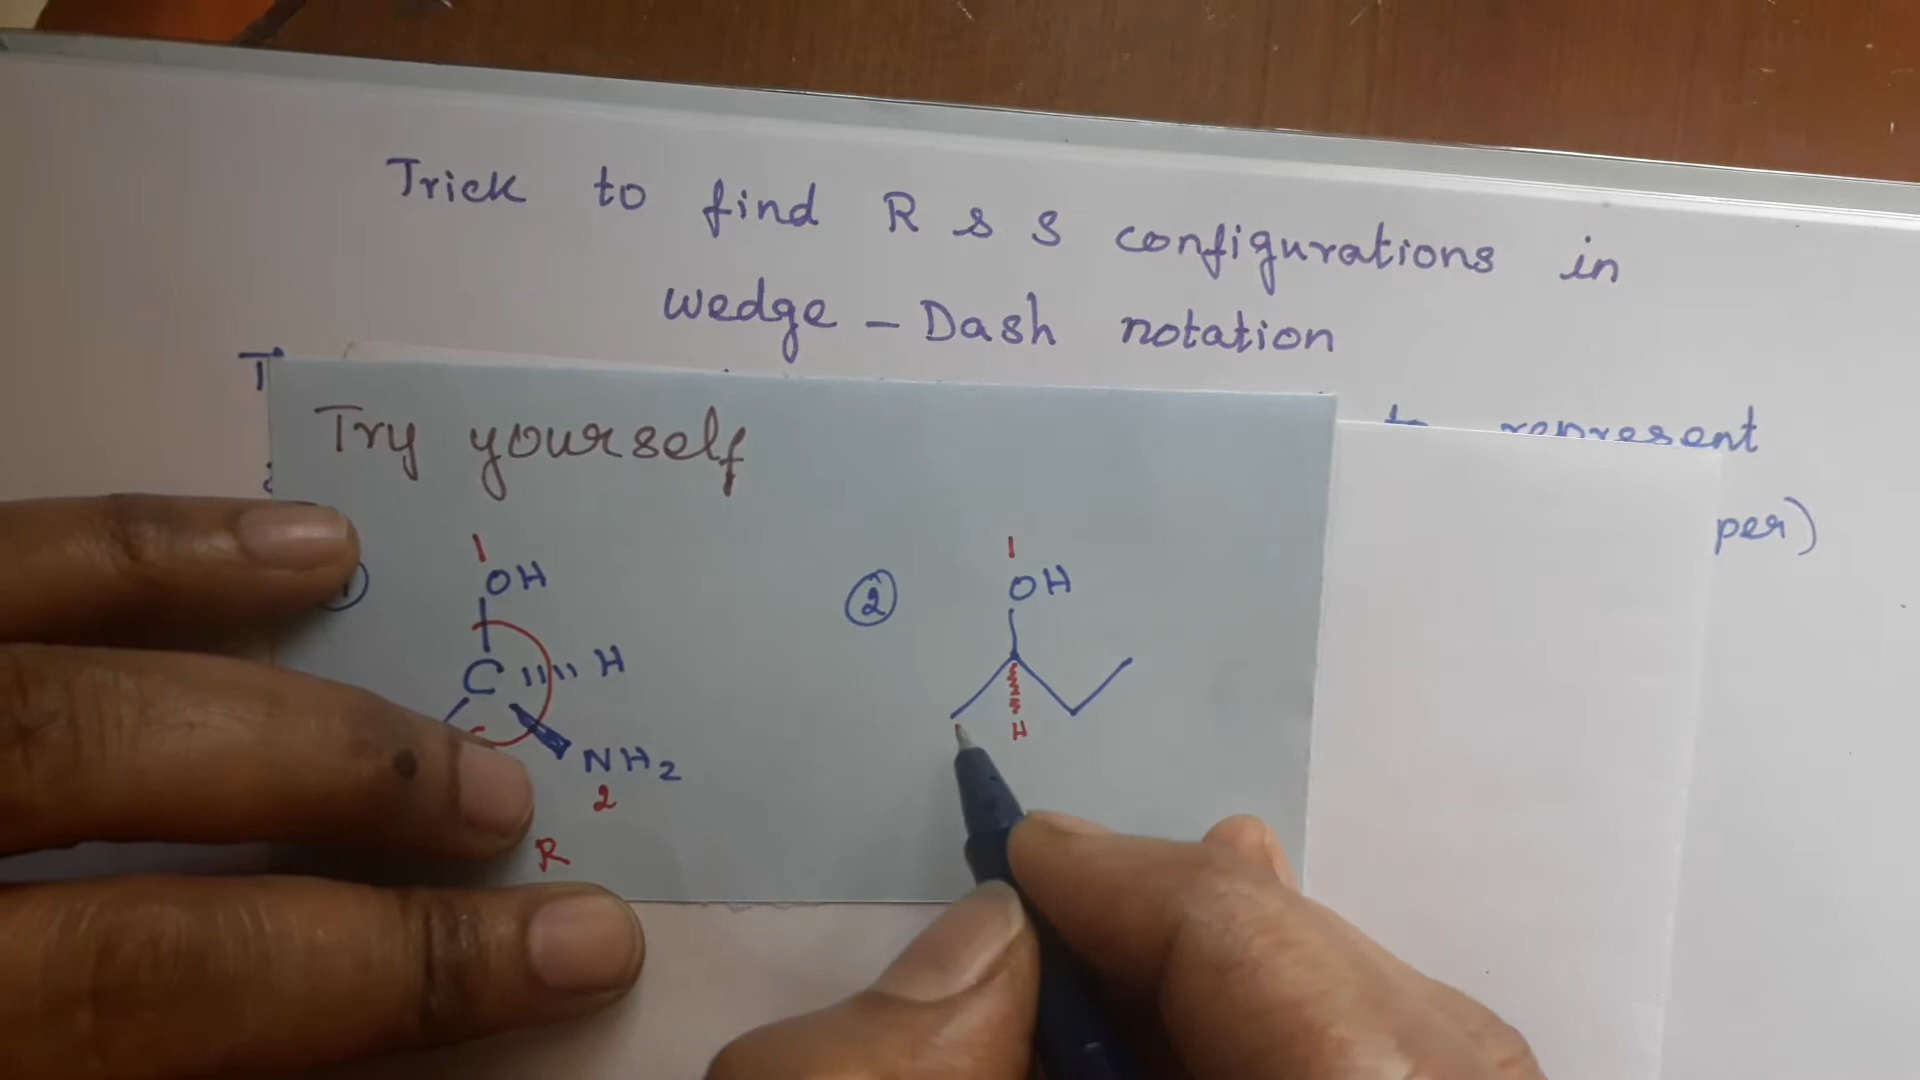 Trick to find R & S configurations in
Wedge - Dash notation
T
to represent
per)
Try yourself
1
OH
C H
NH2
2
R
2
1
OH
H